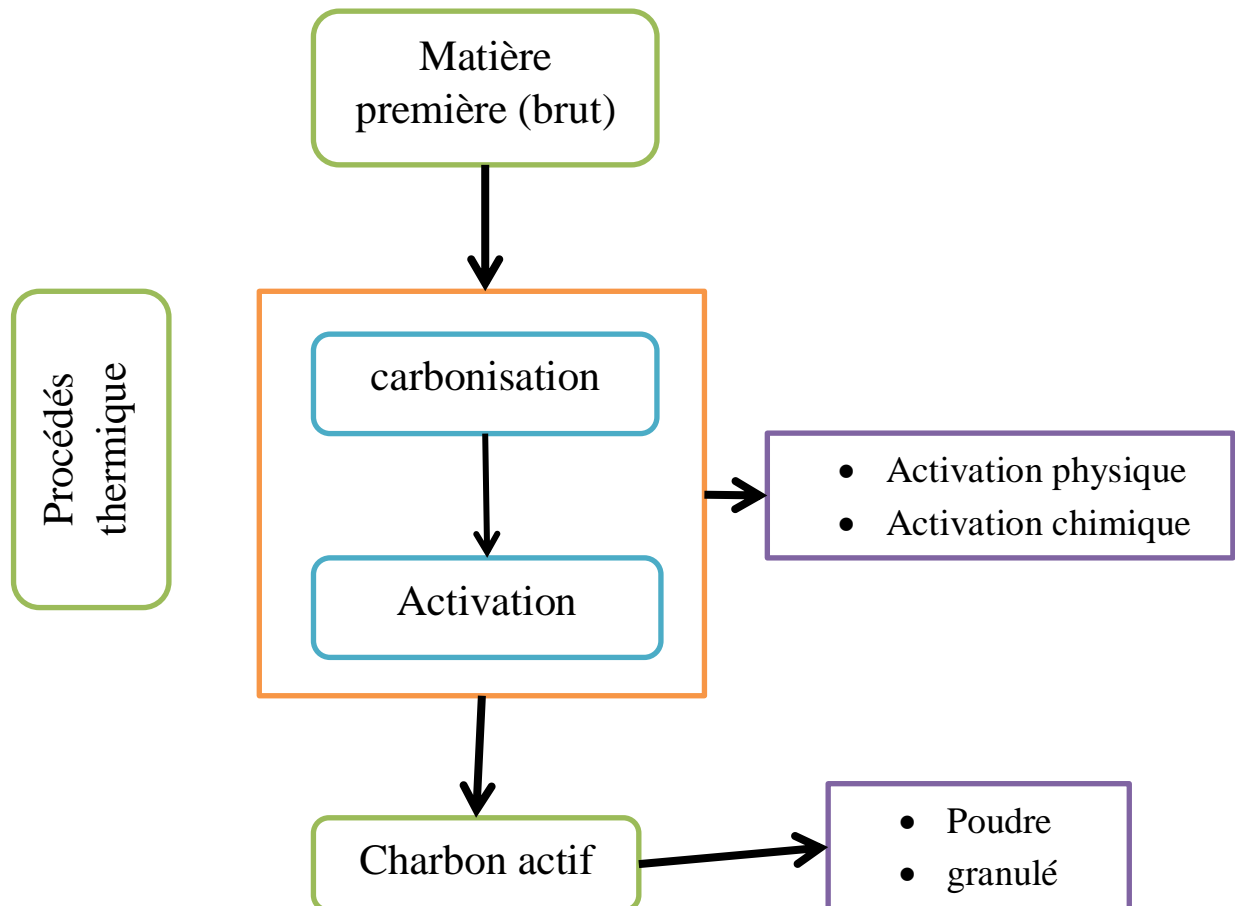 Matière
première (brut)
Procédés
thermique
carbonisation
• Activation physique
• Activation chimique
Activation
Charbon actif
• Poudre
• granulé